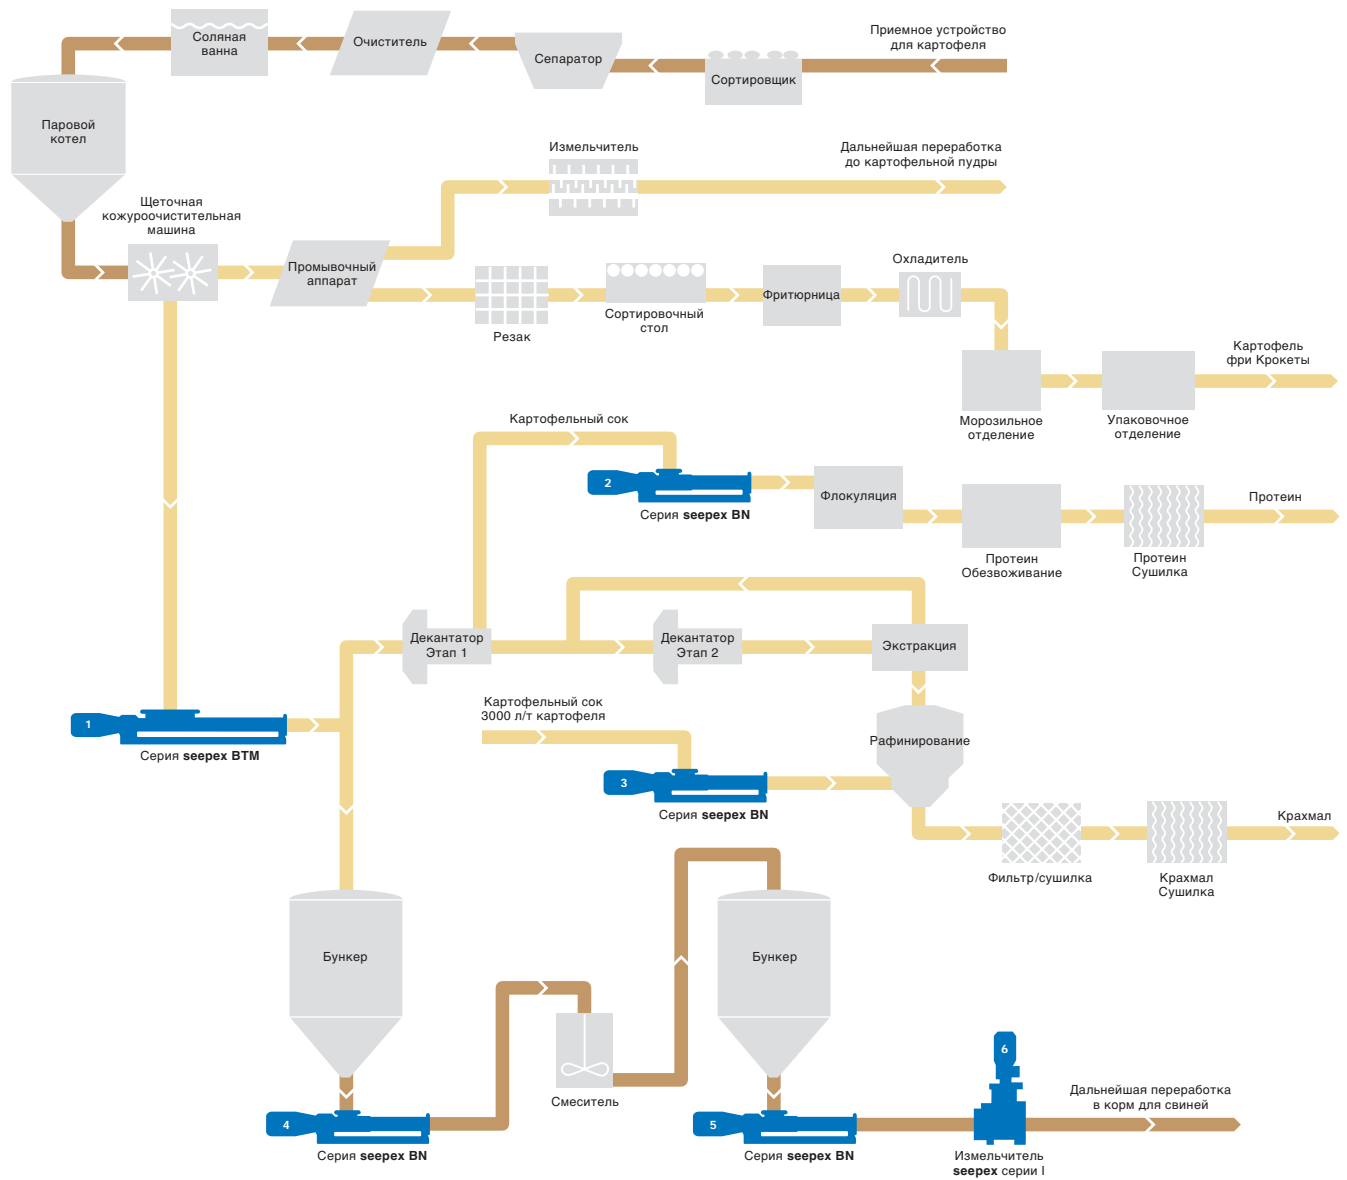 Соляная
ванна
Очиститель
Сепаратор
Сортировщик
Приемное устройство
для картофеля
Паровой
котел
Измельчитель
Дальнейшая переработка
до картофельной пудры
Щеточная
кожуроочистительная
машина
Промывочный
аппарат
Резак
Сортировочный
стол
Фритюрница
Охладитель
Морозильное
отделение
Упаковочное
отделение
Картофель
фри Крокеты
Картофельный сок
2
Серия seepex BN
Флокуляция
Протеин
Обезвоживание
Протеин
Сушилка
Протеин
Декантатор
Этап 1
Декантатор
Этап 2
Экстракция
1
Серия seepex BTM
Картофельный сок
3000 л/т картофеля
3
Серия seepex BN
Рафинирование
Фильтр/сушилка
Крахмал
Сушилка
Крахмал
Бункер
Бункер
4
Серия seepex BN
Смеситель
5
Серия seepex BN
6
Измельчитель
seepex серии I
Дальнейшая переработка
в корм для свиней